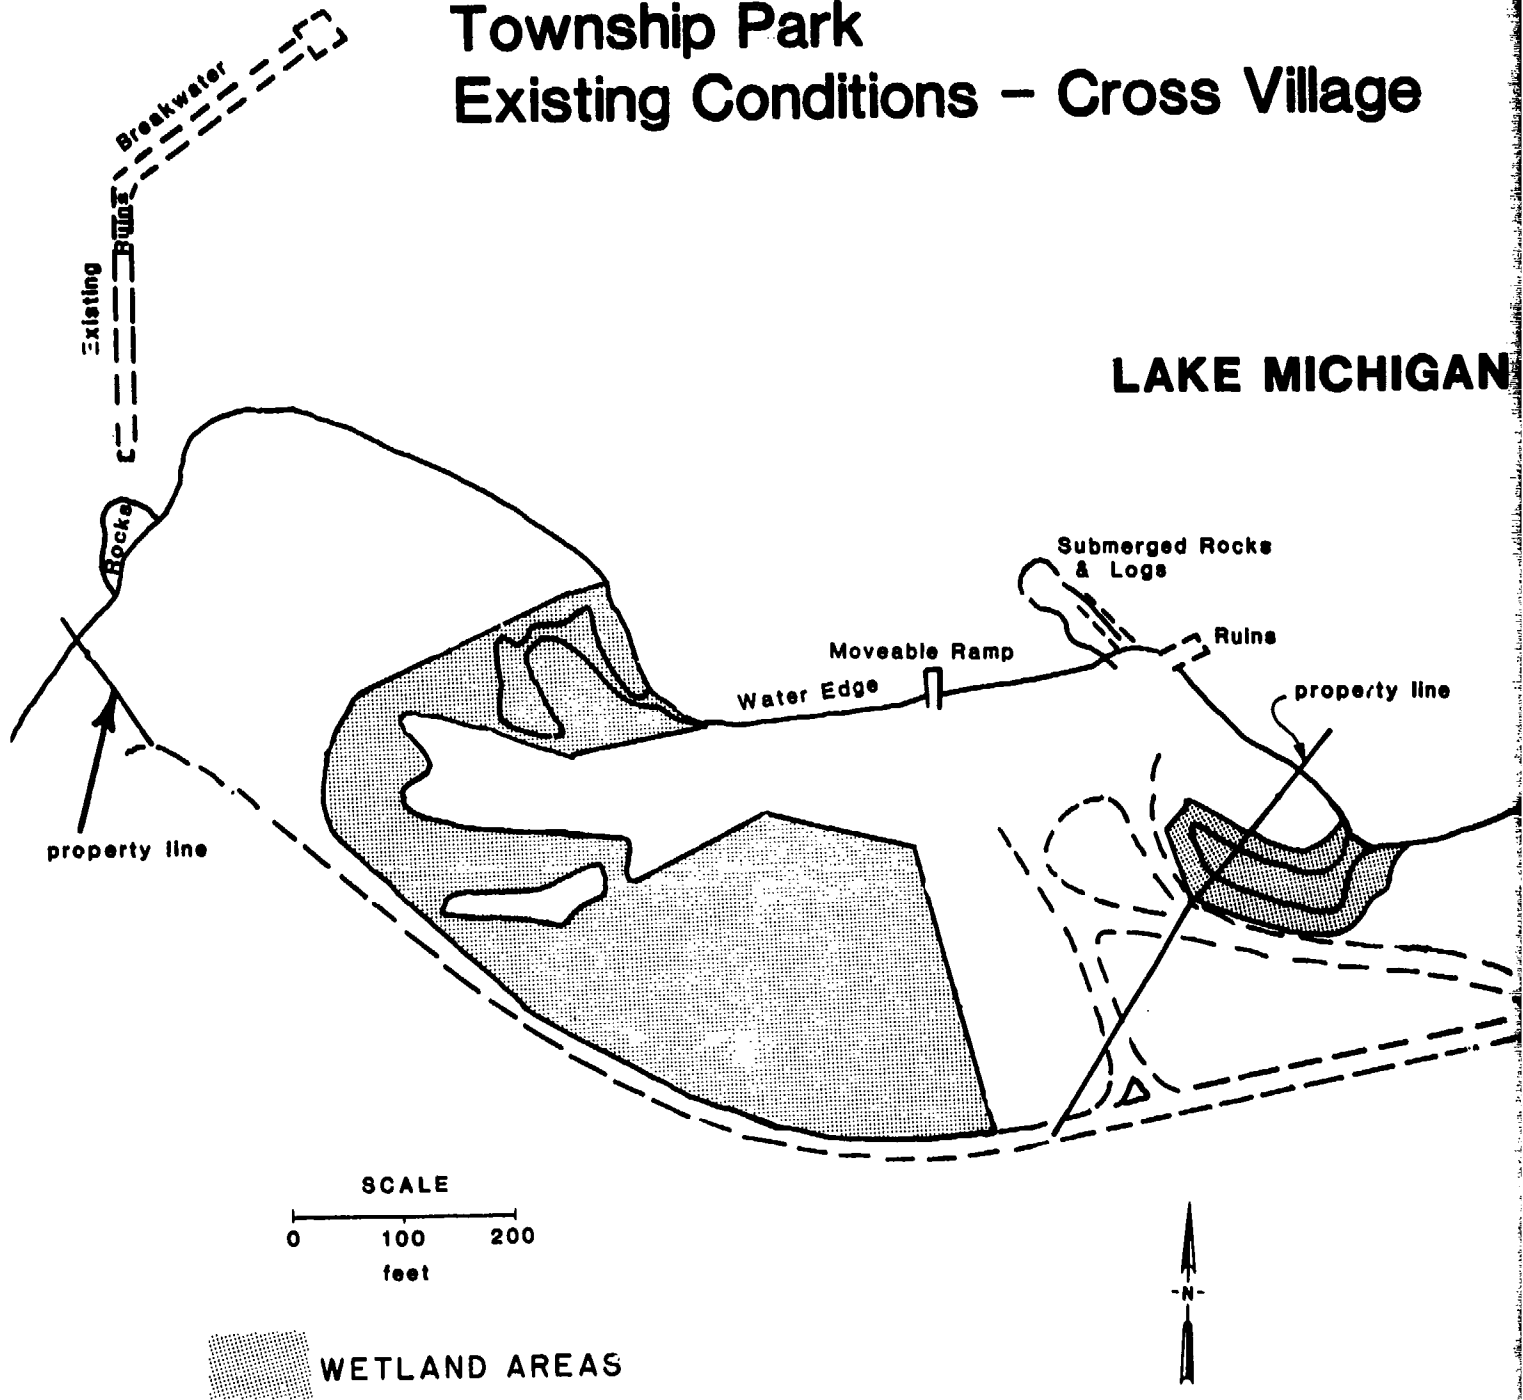 Township Park
Existing Conditions – Cross Village
Breakwater
Ruins
Existing
LAKE MICHIGAN
Rocks
Submerged Rocks
& Logs
Ruins
Moveable Ramp
Water Edge
property line
property line
SCALE
0 100 200
feet
-N-
WETLAND AREAS